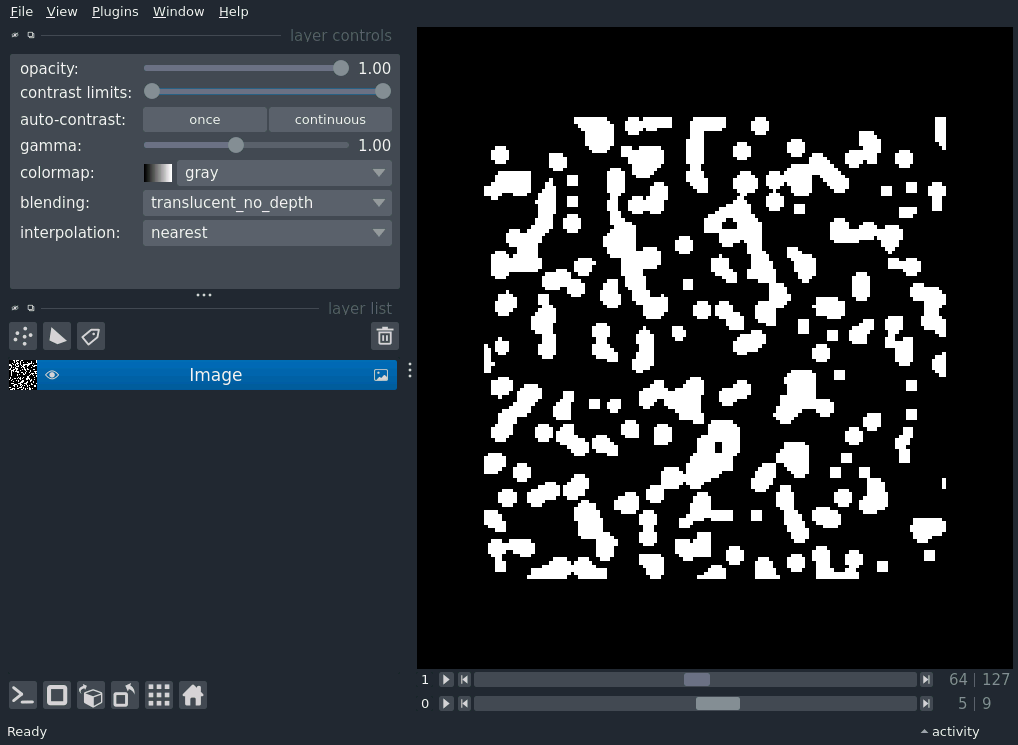 File View Plugins Window Help
layer controls
opacity: 1.00
contrast limits:
auto-contrast: once continuous
gamma: 1.00
colormap: gray
blending: translucent_no_depth
interpolation: nearest
layer list
Image
1 64 | 127
0 5 | 9
Ready activity